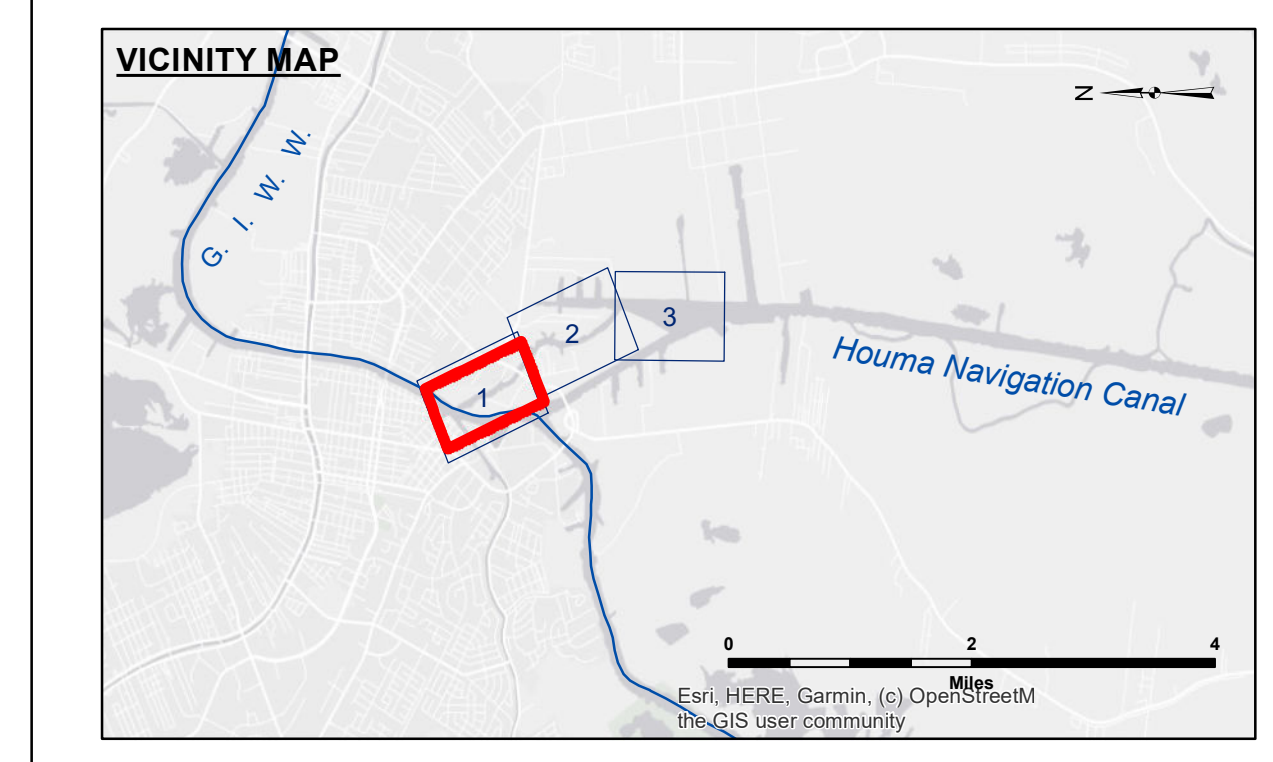 VICINITY MAP
N
G. I. W. W.
2
3
1
Houma Navigation Canal
0 2 4
Miles
Esri, HERE, Garmin, (c) OpenStreetM
the GIS user community